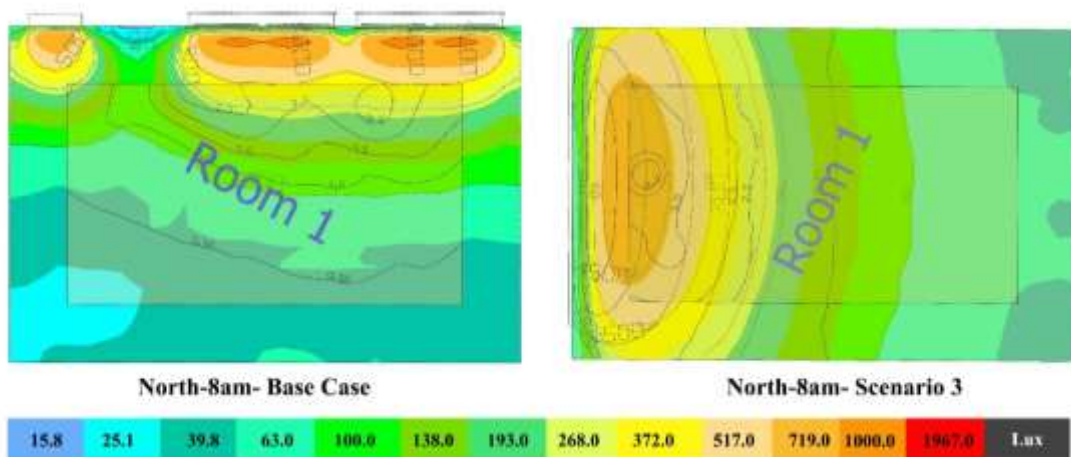 Room 1
Room 1
North-8am- Base Case
North-8am- Scenario 3
15.8 25.1 39.8 63.0 100.0 138.0 193.0 268.0 372.0 517.0 719.0 1000.0 1967.0 Lux